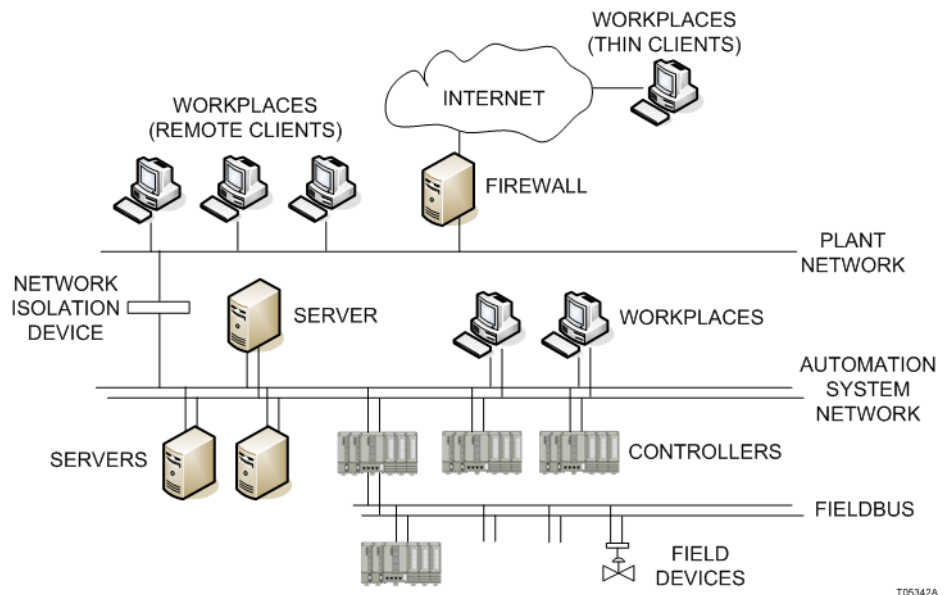 WORKPLACES
(THIN CLIENTS)
INTERNET
WORKPLACES
(REMOTE CLIENTS)
FIREWALL
PLANT
NETWORK
NETWORK
ISOLATION
DEVICE
SERVER
WORKPLACES
AUTOMATION
SYSTEM
NETWORK
SERVERS
CONTROLLERS
FIELDBUS
FIELD
DEVICES
T05342A